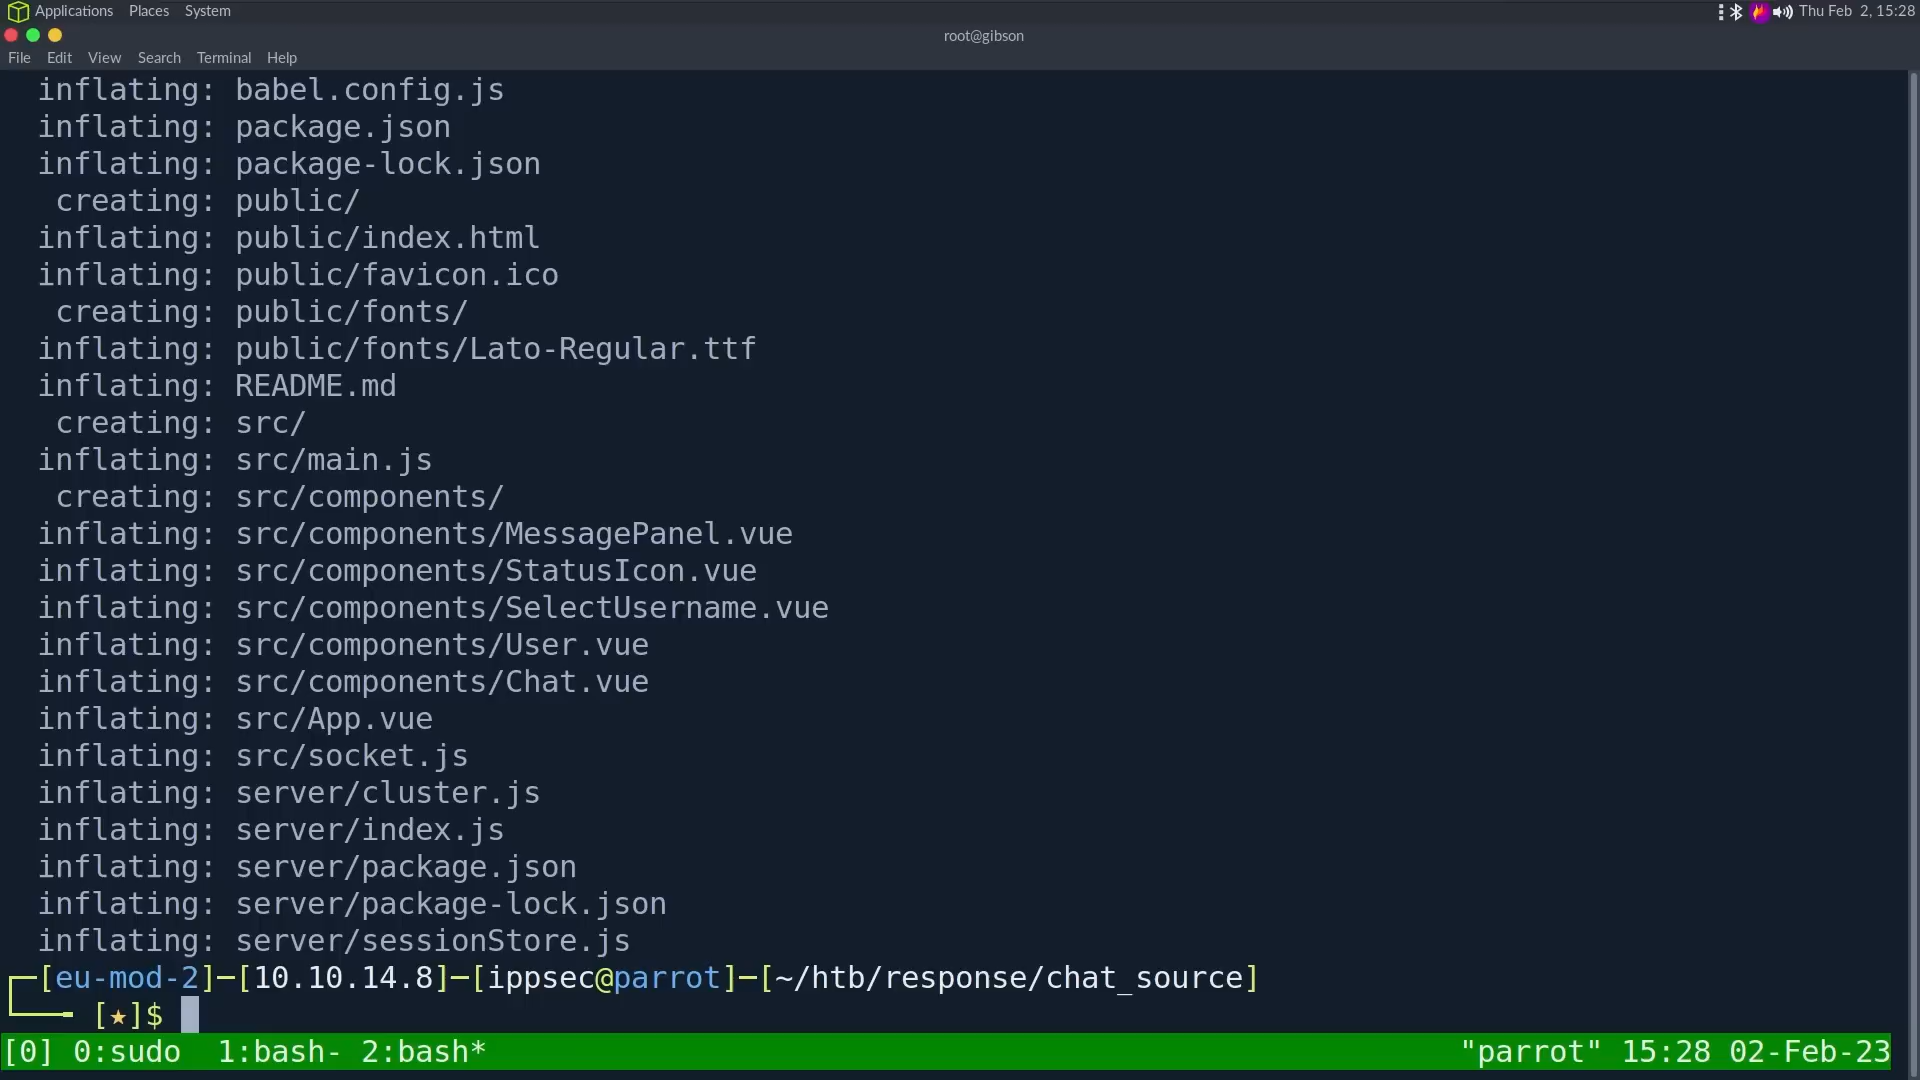 Applications Places System Thu Feb 2, 15:28
root@gibson
File Edit View Search Terminal Help
inflating: babel.config.js
inflating: package.json
inflating: package-lock.json
creating: public/
inflating: public/index.html
inflating: public/favicon.ico
creating: public/fonts/
inflating: public/fonts/Lato-Regular.ttf
inflating: README.md
creating: src/
inflating: src/main.js
creating: src/components/
inflating: src/components/MessagePanel.vue
inflating: src/components/StatusIcon.vue
inflating: src/components/SelectUsername.vue
inflating: src/components/User.vue
inflating: src/components/Chat.vue
inflating: src/App.vue
inflating: src/socket.js
inflating: server/cluster.js
inflating: server/index.js
inflating: server/package.json
inflating: server/package-lock.json
inflating: server/sessionStore.js
┌─[eu-mod-2]─[10.10.14.8]─[ippsec@parrot]─[~/htb/response/chat_source]
└──╼ [★]$
[0] 0:sudo 1:bash- 2:bash* "parrot" 15:28 02-Feb-23